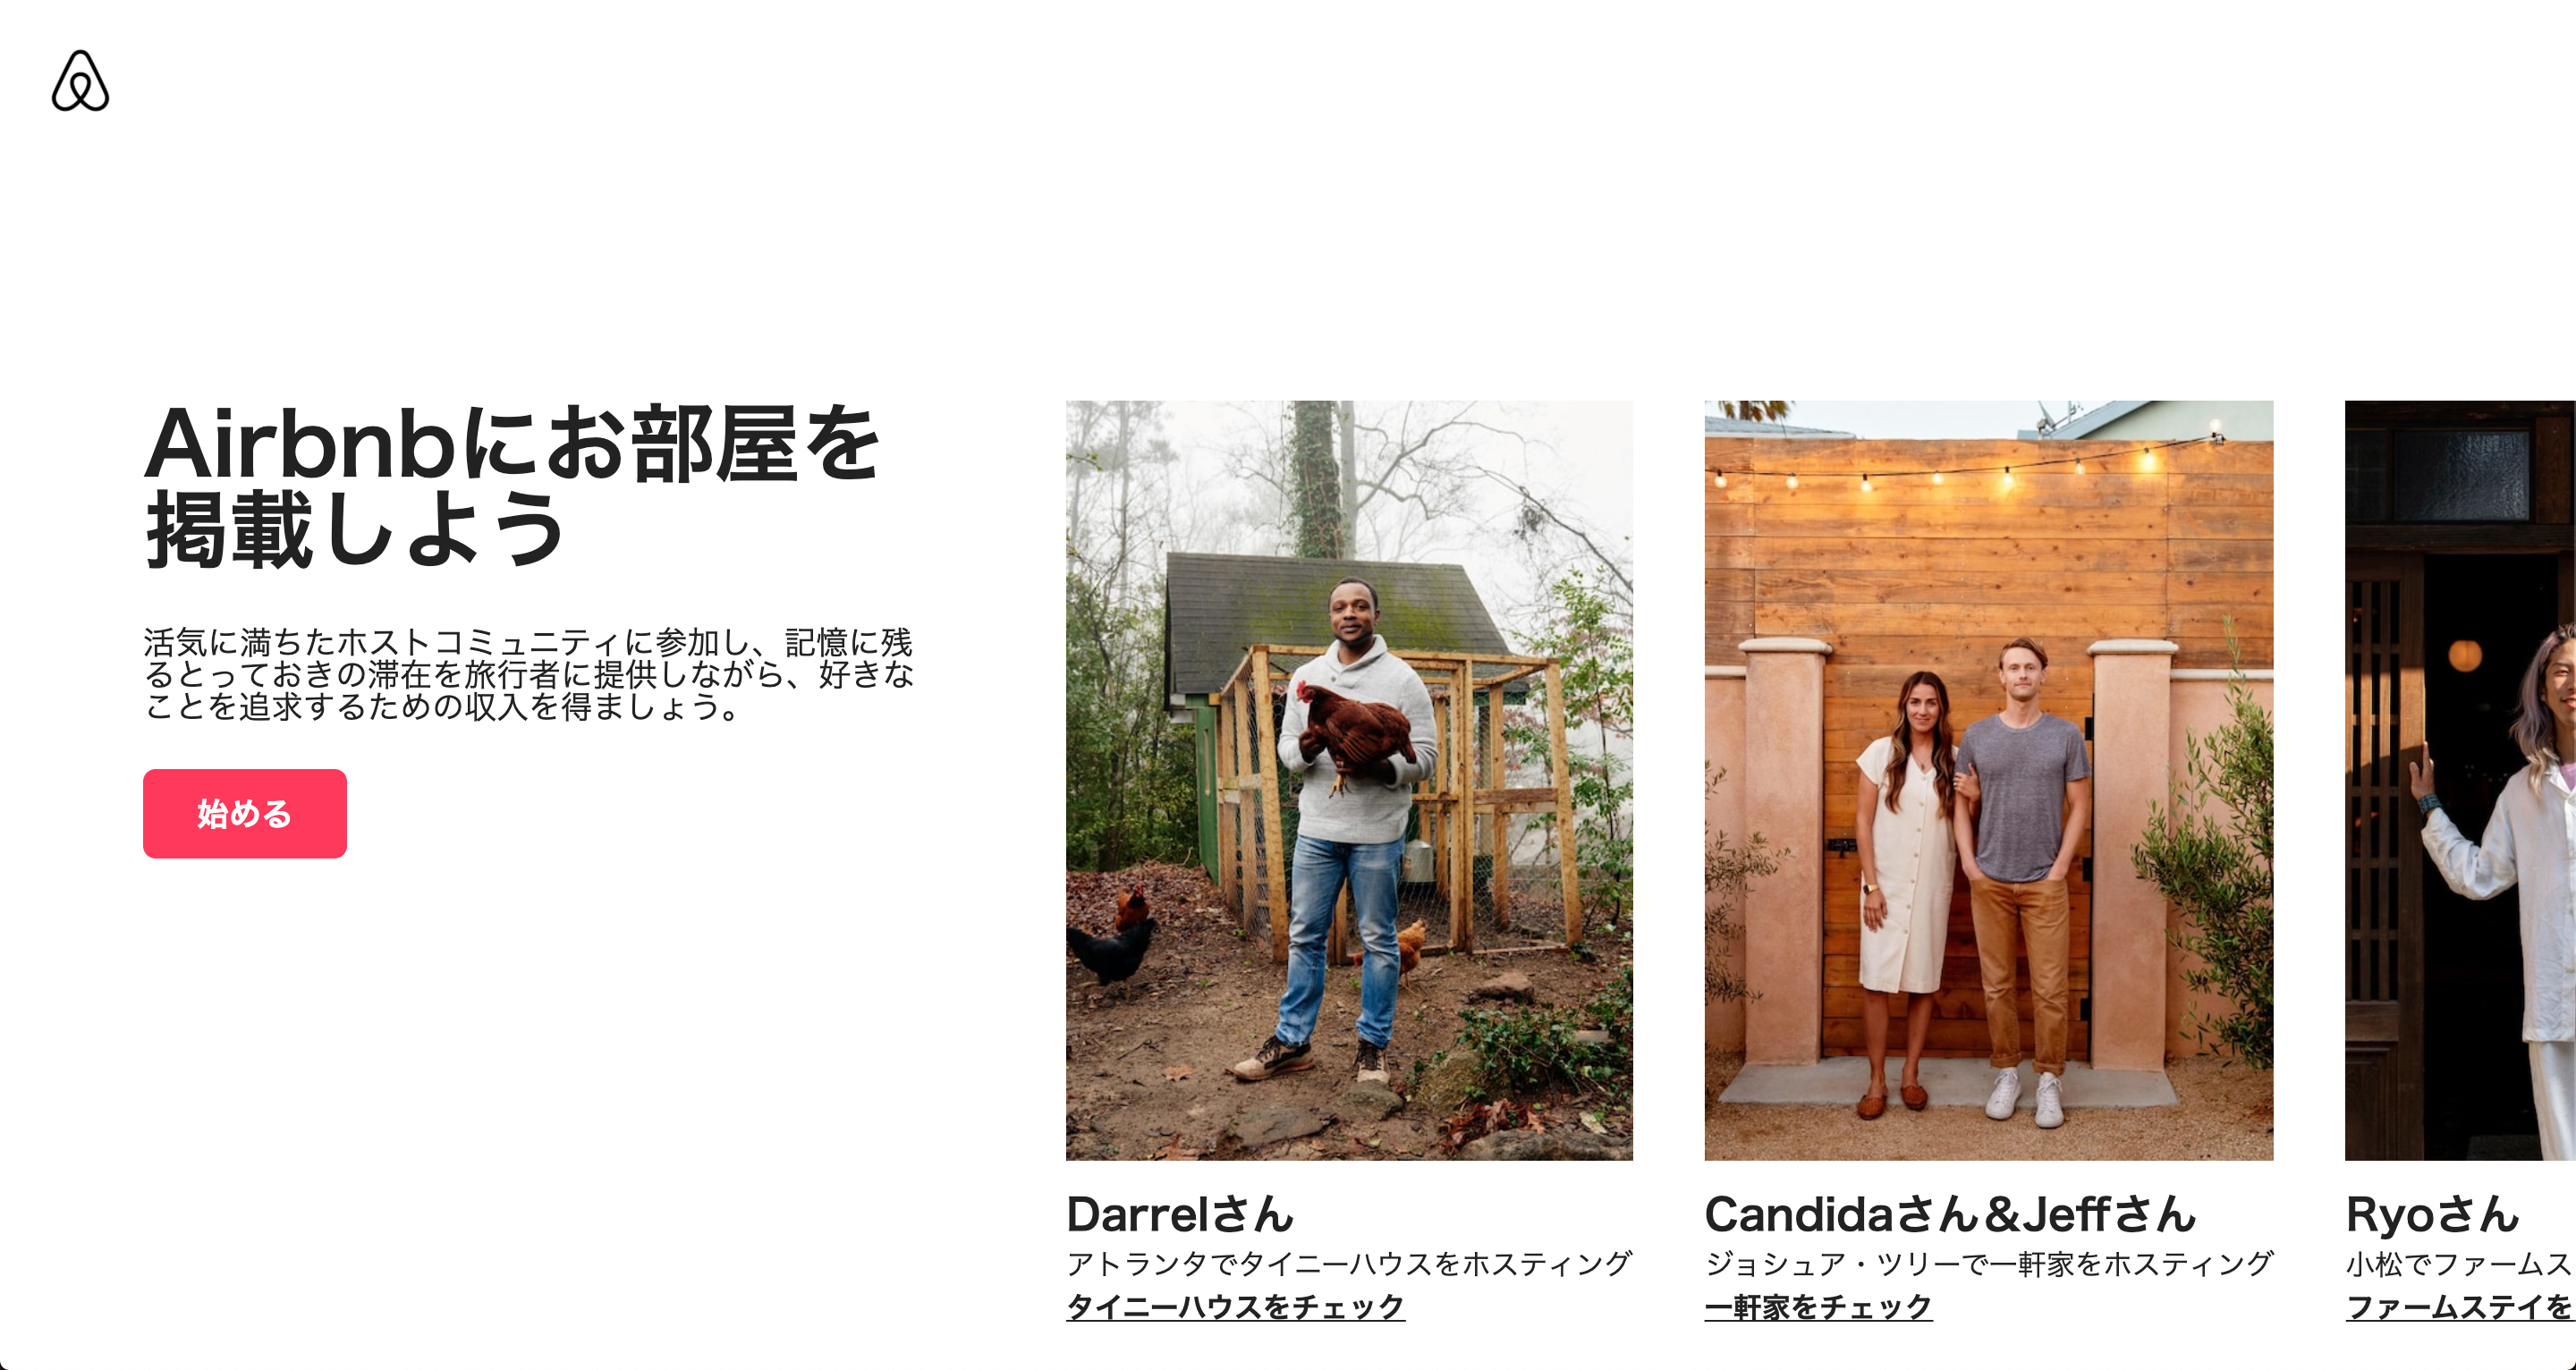 Airbnbにお部屋を
掲載しよう
活気に満ちたホストコミュニティに参加し、記憶に残
るとっておきの滞在を旅行者に提供しながら、好きな
ことを追求するための収入を得ましょう。
始める
Darrelさん
アトランタでタイニーハウスをホスティング
タイニーハウスをチェック
Candidaさん＆Jeffさん
ジョシュア・ツリーで一軒家をホスティング
一軒家をチェック
Ryoさん
小松でファームス
ファームステイを